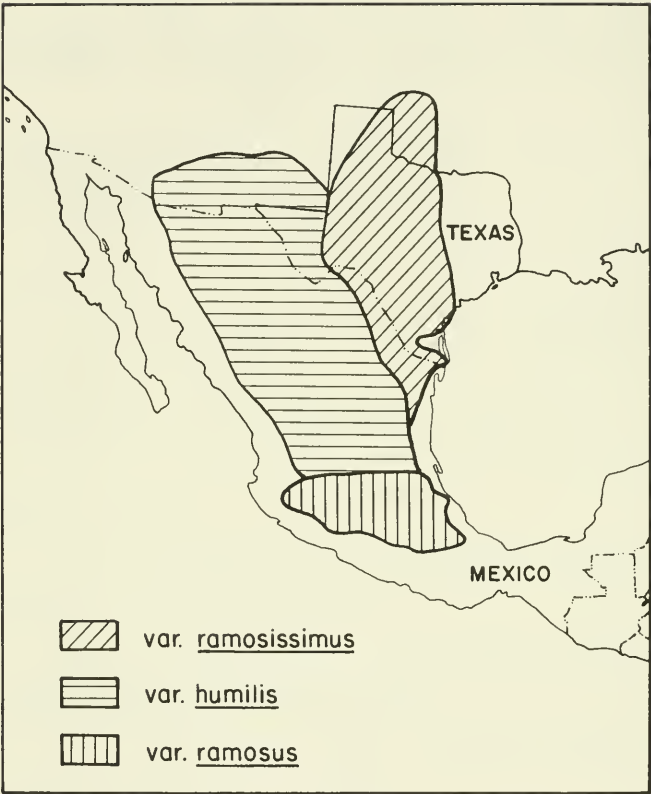 TEXAS
MEXICO
var. ramosissimus
var. humilis
var. ramosus